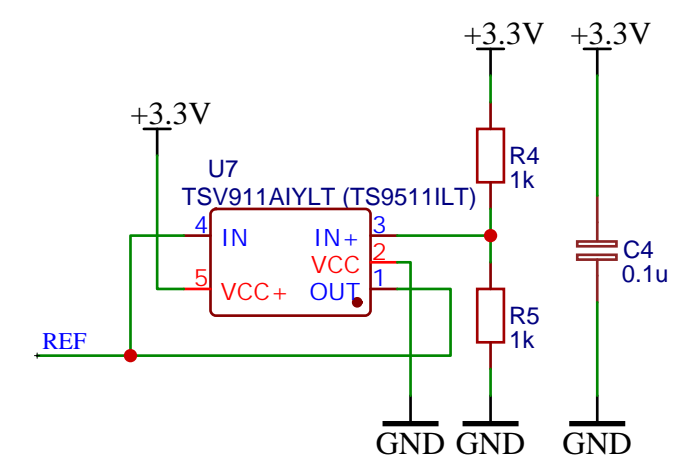 +3.3V +3.3V
+3.3V
U7
TSV911AIYLT (TS9511ILT)
R4
1k
4 IN IN+ 3
VCC 2
5 VCC+ OUT 1
C4
0.1u
R5
1k
REF
GND GND GND